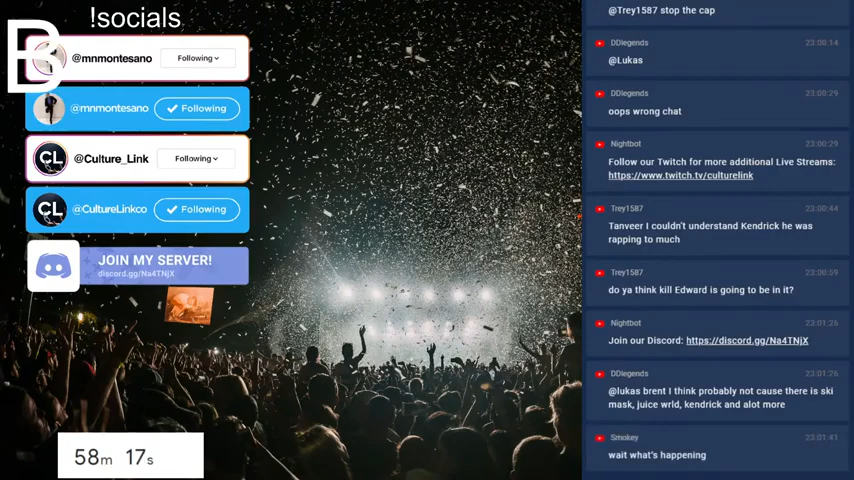 !socials
B
@mnmontesano
Following
@mnmontesano
Following
CL
@Culture_Link
Following
CL
@CultureLinkco
Following
JOIN MY SERVER!
discord.gg/Na4TNjX
58m 17s
@Trey1587 stop the cap
DDlegends 23:00:14
@Lukas
DDlegends 23:00:29
oops wrong chat
Nightbot 23:00:29
Follow our Twitch for more additional Live Streams:
https://www.twitch.tv/culturelink
Trey1587 23:00:44
Tanveer I couldn't understand Kendrick he was
rapping to much
Trey1587 23:00:59
do ya think kill Edward is going to be in it?
Nightbot 23:01:26
Join our Discord: https://discord.gg/Na4TNjX
DDlegends 23:01:26
@lukas brent I think probably not cause there is ski
mask, juice wrld, kendrick and alot more
Smokey 23:01:41
wait what's happening